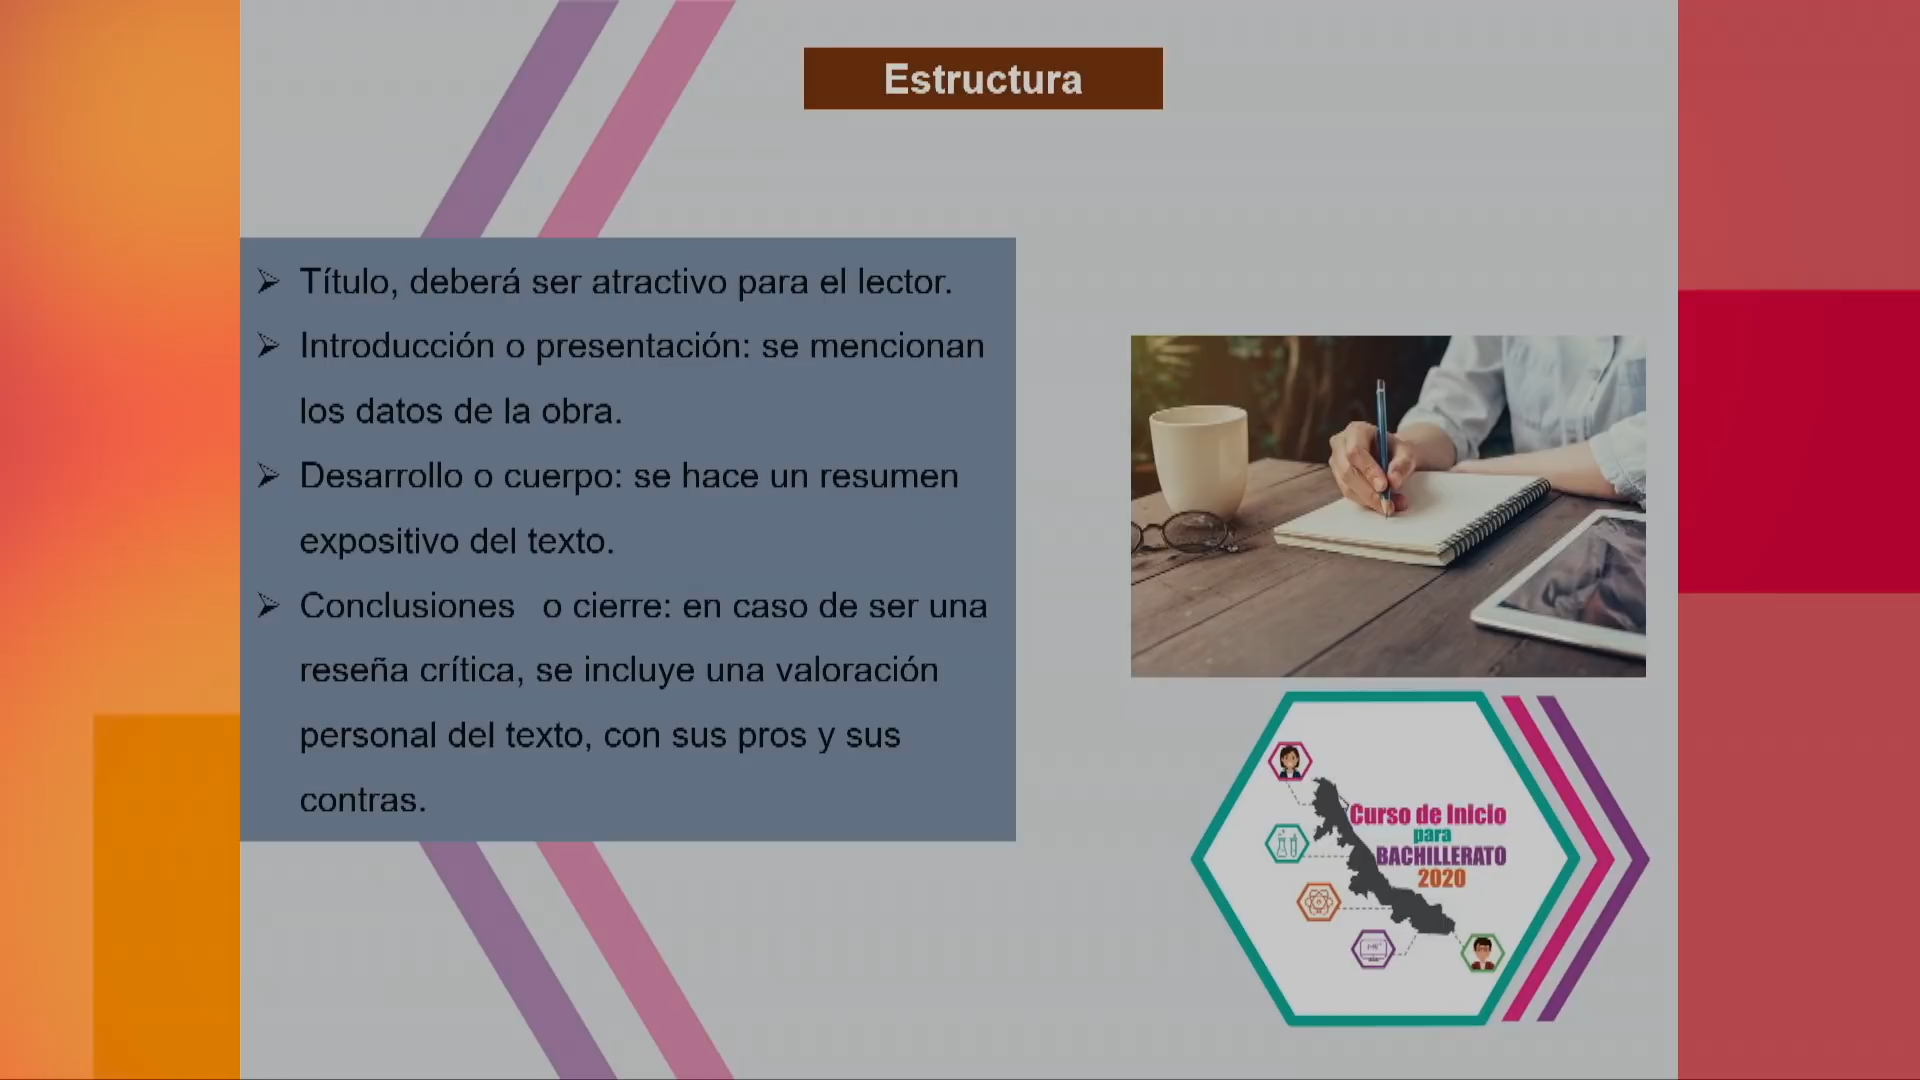 Estructura
Título, deberá ser atractivo para el lector.
Introducción o presentación: se mencionan
los datos de la obra.
Desarrollo o cuerpo: se hace un resumen
expositivo del texto.
Conclusiones o cierre: en caso de ser una
reseña crítica, se incluye una valoración
personal del texto, con sus pros y sus
contras.
Curso de Inicio
para
BACHILLERATO
2020